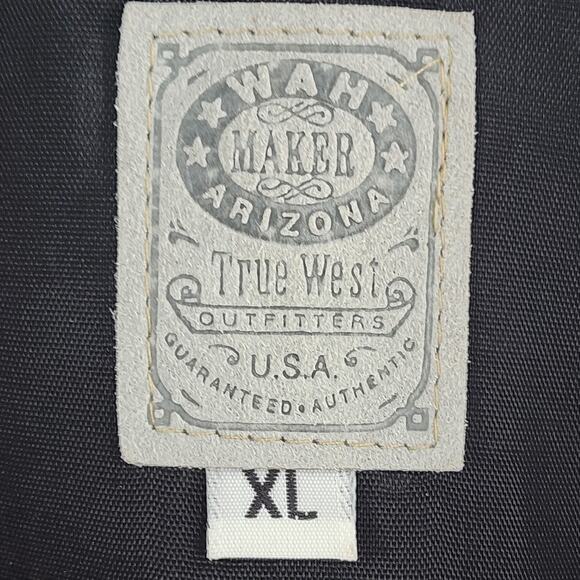 WAH
MAKER
ARIZONA
True West
OUTFITTERS
U.S.A.
GUARANTEED • AUTHENTIC
XL